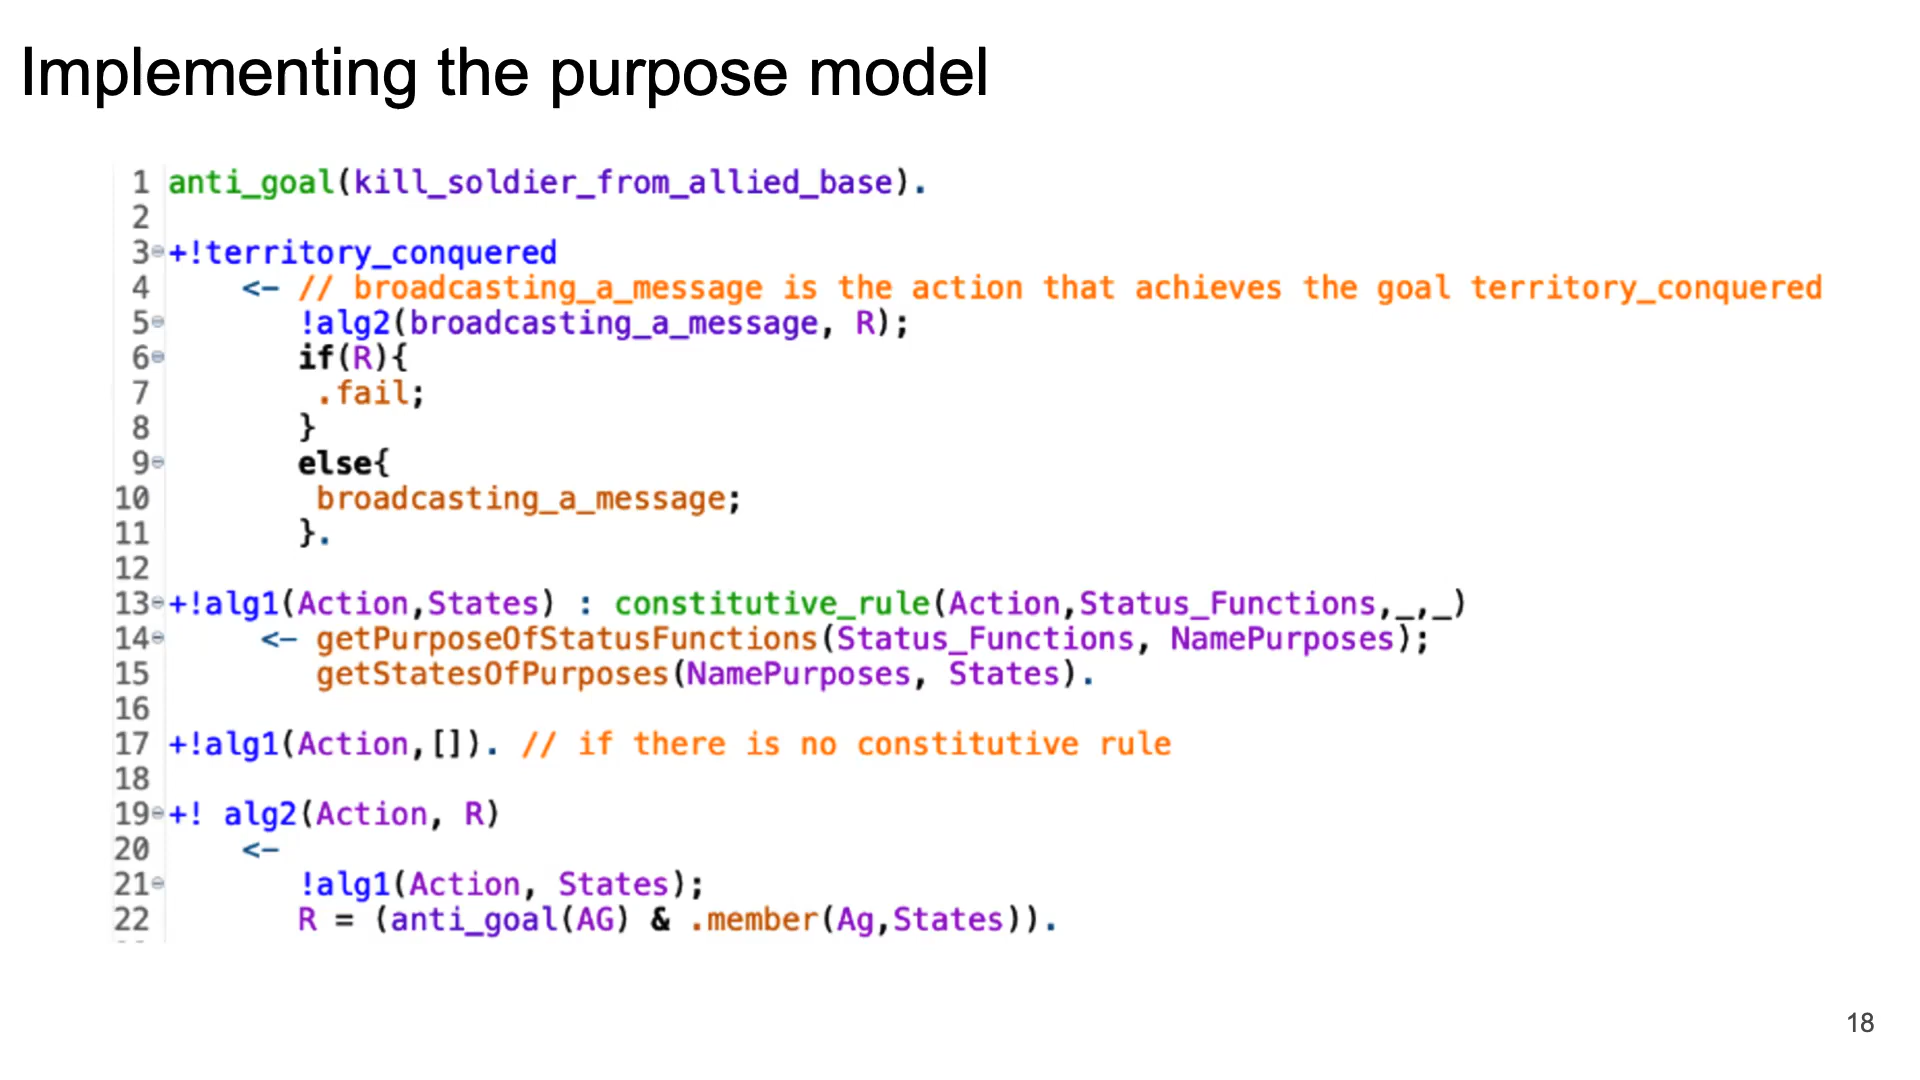 Implementing the purpose model
1 anti_goal(kill_soldier_from_allied_base).
2
3 +!territory_conquered
4 <- // broadcasting_a_message is the action that achieves the goal territory_conquered
5 !alg2(broadcasting_a_message, R);
6 if(R){
7 .fail;
8 }
9 else{
10 broadcasting_a_message;
11 }.
12
13 +!alg1(Action,States) : constitutive_rule(Action,Status_Functions,_,_)
14 <- getPurposeOfStatusFunctions(Status_Functions, NamePurposes);
15 getStatesOfPurposes(NamePurposes, States).
16
17 +!alg1(Action,[]). // if there is no constitutive rule
18
19 +! alg2(Action, R)
20 <-
21 !alg1(Action, States);
22 R = (anti_goal(AG) & .member(Ag,States)).
18